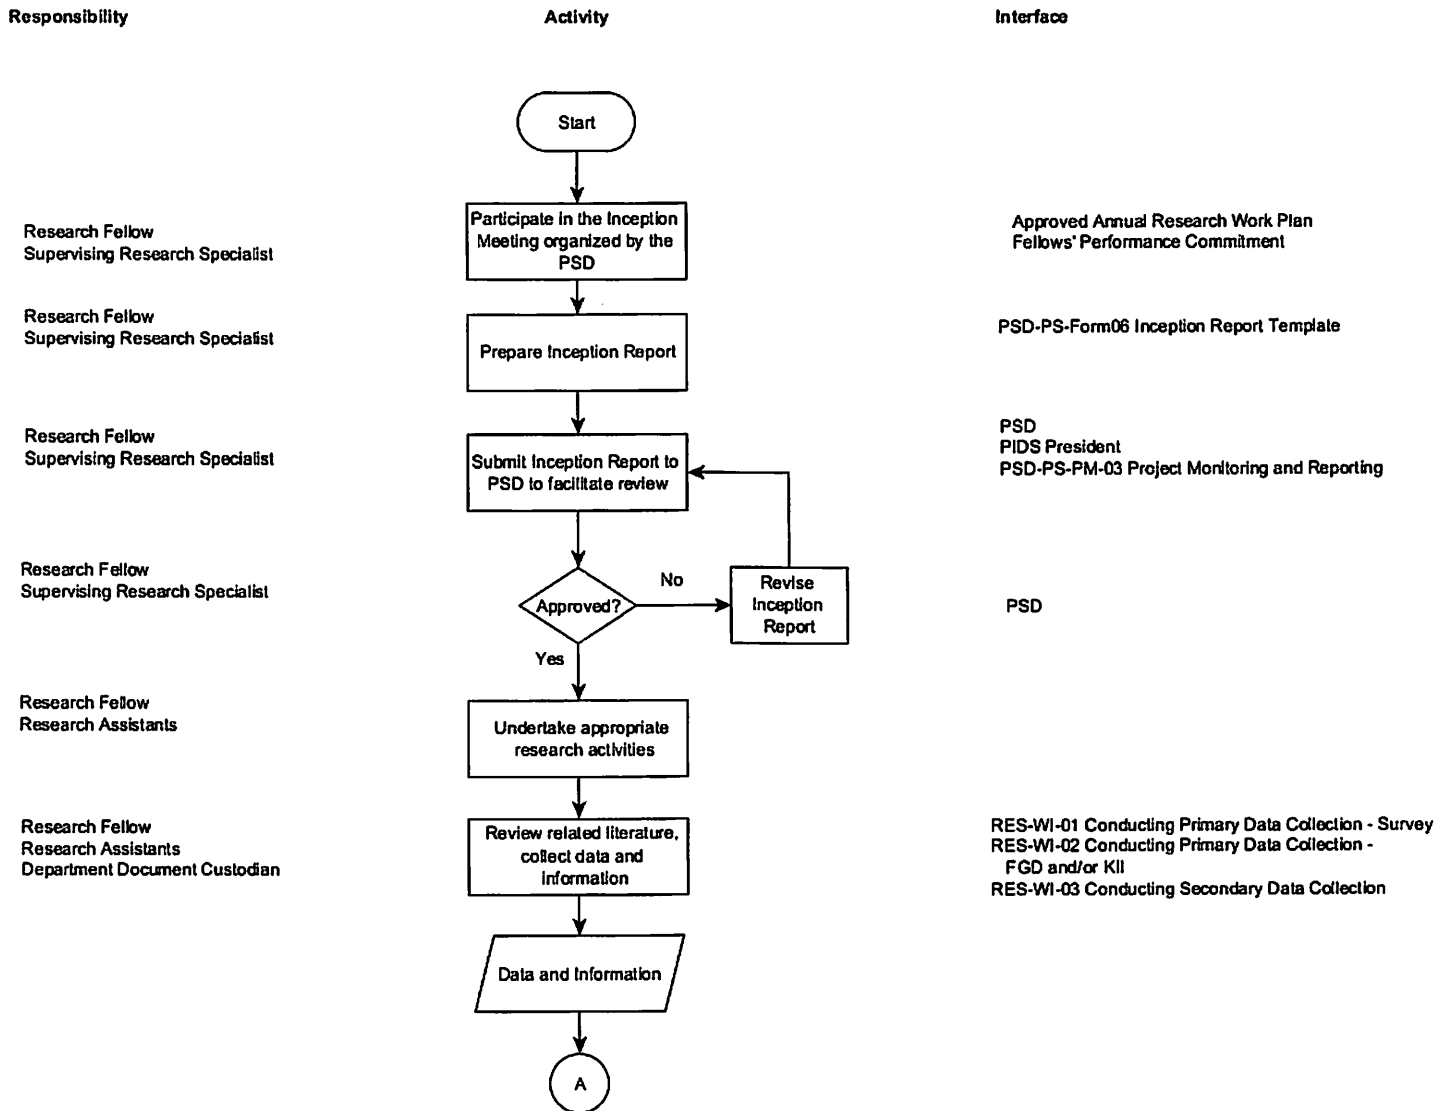 Responsibility
Activity
Interface
Start
Research Fellow
Supervising Research Specialist
Participate in the Inception
Meeting organized by the
PSD
Approved Annual Research Work Plan
Fellows' Performance Commitment
Research Fellow
Supervising Research Specialist
Prepare Inception Report
PSD-PS-Form06 Inception Report Template
Research Fellow
Supervising Research Specialist
Submit Inception Report to
PSD to facilitate review
PSD
PIDS President
PSD-PS-PM-03 Project Monitoring and Reporting
Research Fellow
Supervising Research Specialist
Approved?
No
Revise
Inception
Report
PSD
Yes
Research Fellow
Research Assistants
Undertake appropriate
research activities
Research Fellow
Research Assistants
Department Document Custodian
Review related literature,
collect data and
information
RES-WI-01 Conducting Primary Data Collection - Survey
RES-WI-02 Conducting Primary Data Collection -
FGD and/or KII
RES-WI-03 Conducting Secondary Data Collection
Data and Information
A